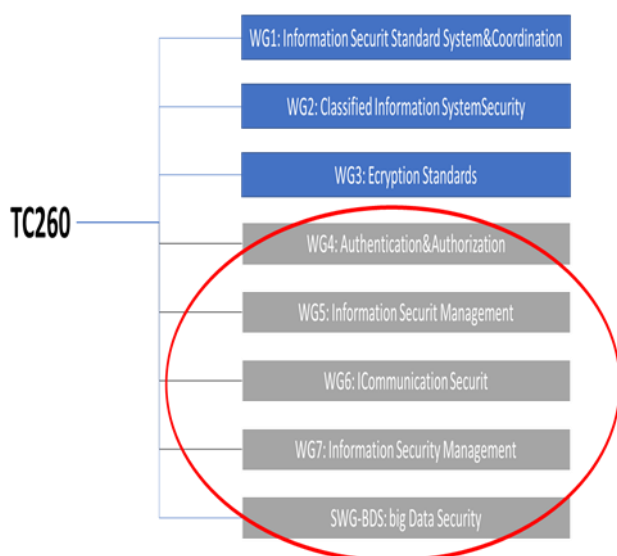 WG1: Information Securit Standard System&Coordination
WG2: Classified Information SystemSecurity
WG3: Ecryption Standards
TC260
WG4: Authentication&Authorization
WG5: Information Securit Management
WG6: ICommunication Securit
WG7: Information Security Management
SWG-BDS: big Data Security